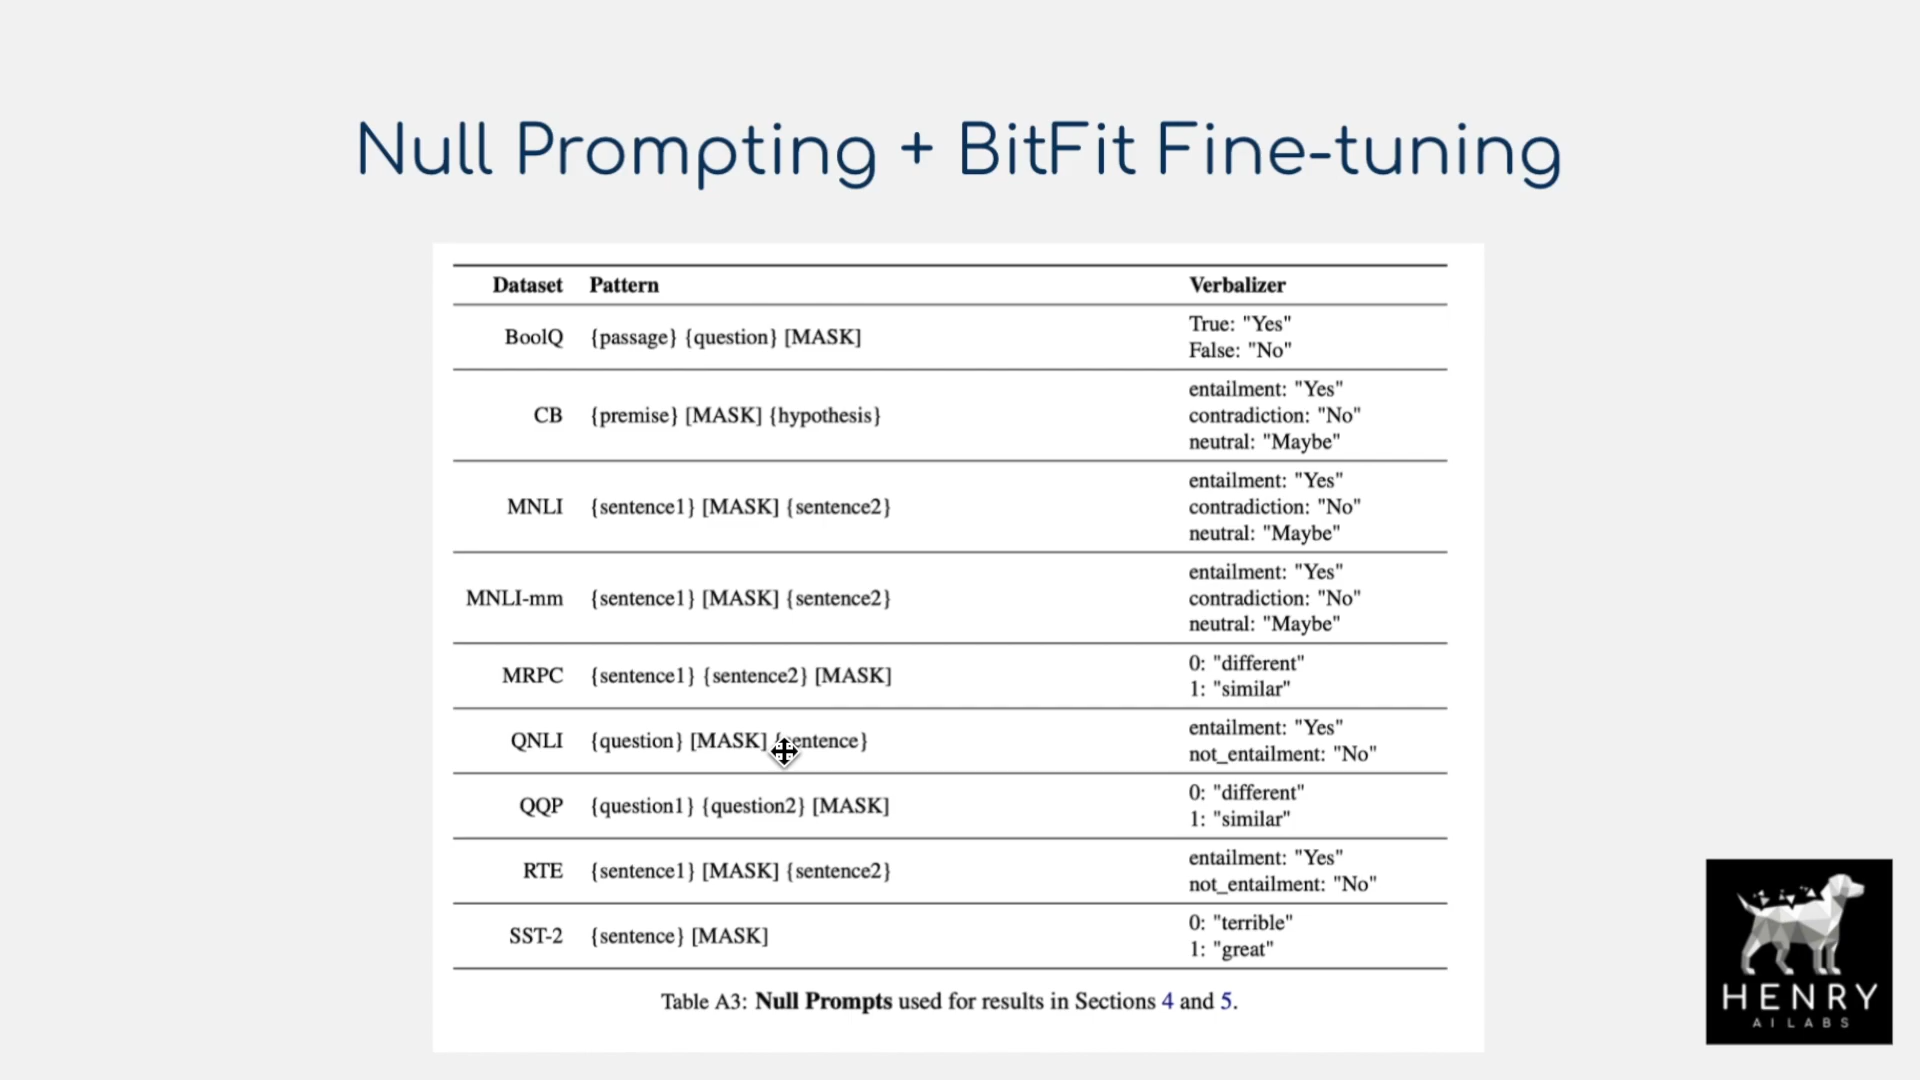 Null Prompting + BitFit Fine-tuning
Dataset Pattern Verbalizer
BoolQ {passage} {question} [MASK] True: "Yes"
False: "No"
CB {premise} [MASK] {hypothesis} entailment: "Yes"
contradiction: "No"
neutral: "Maybe"
MNLI {sentence1} [MASK] {sentence2} entailment: "Yes"
contradiction: "No"
neutral: "Maybe"
MNLI-mm {sentence1} [MASK] {sentence2} entailment: "Yes"
contradiction: "No"
neutral: "Maybe"
MRPC {sentence1} {sentence2} [MASK] 0: "different"
1: "similar"
QNLI {question} [MASK] {sentence} entailment: "Yes"
not_entailment: "No"
QQP {question1} {question2} [MASK] 0: "different"
1: "similar"
RTE {sentence1} [MASK] {sentence2} entailment: "Yes"
not_entailment: "No"
SST-2 {sentence} [MASK] 0: "terrible"
1: "great"
Table A3: Null Prompts used for results in Sections 4 and 5.
HENRY
AI LABS